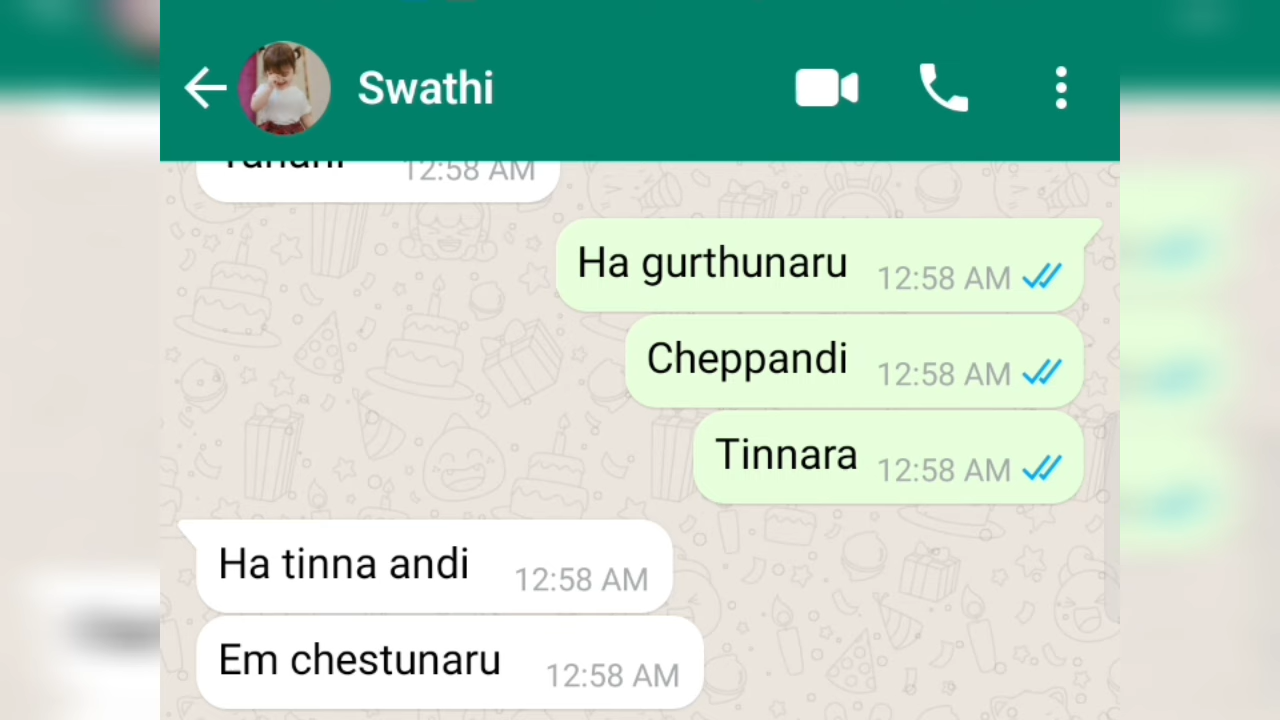 Swathi
12:58 AM
Ha gurthunaru 12:58 AM
Cheppandi 12:58 AM
Tinnara 12:58 AM
Ha tinna andi 12:58 AM
Em chestunaru 12:58 AM